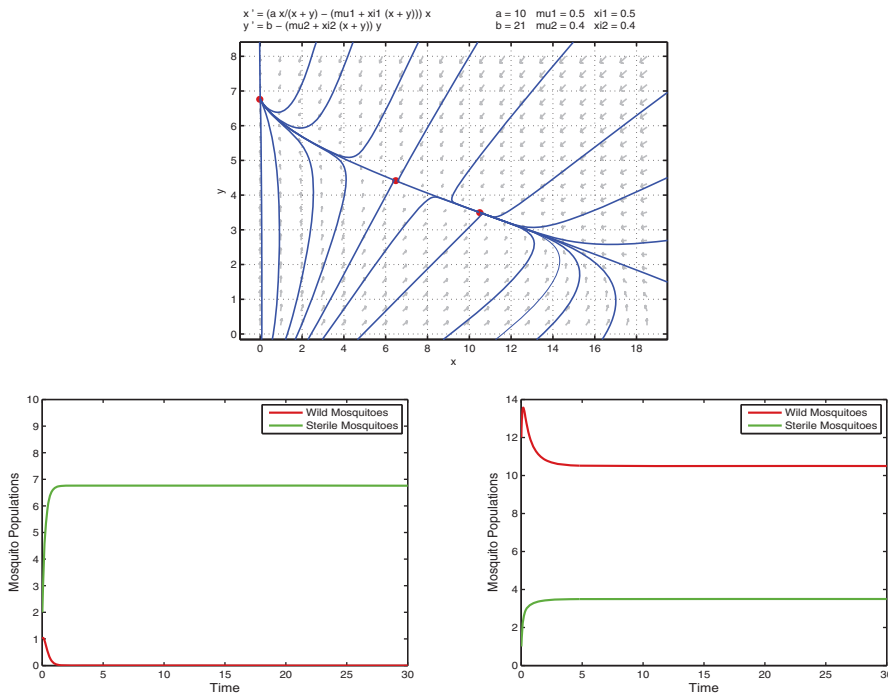 x ' = (a x/(x + y) − (mu1 + xi1 (x + y))) x a = 10 mu1 = 0.5 xi1 = 0.5
y ' = b − (mu2 + xi2 (x + y)) y b = 21 mu2 = 0.4 xi2 = 0.4
8
7
6
5
y
4
3
2
1
0
0 2 4 6 8 10 12 14 16 18
x
10
9
8
7
6
5
4
3
2
1
0
Mosquito Populations
Wild Mosquitoes
Sterile Mosquitoes
0 5 10 15 20 25 30
Time
14
12
10
8
6
4
2
0
Mosquito Populations
Wild Mosquitoes
Sterile Mosquitoes
0 5 10 15 20 25 30
Time